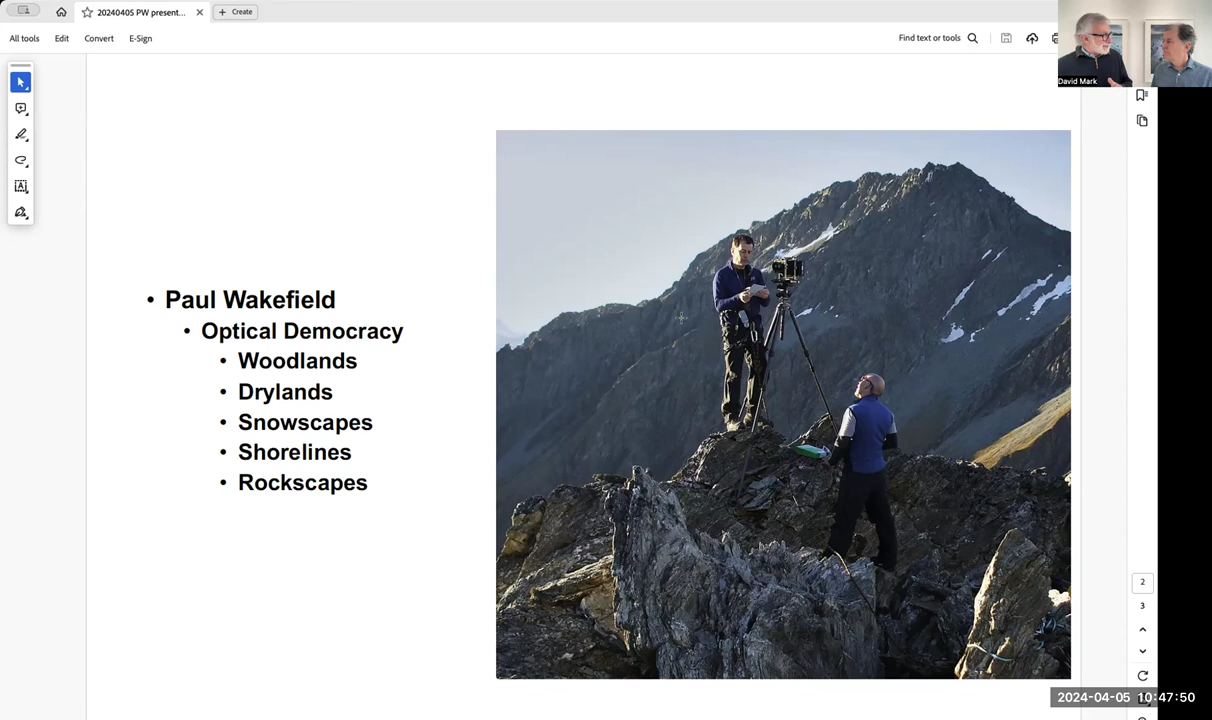 20240405 PW present...
Create
All tools
Edit
Convert
E-Sign
Find text or tools
David Mark
• Paul Wakefield
• Optical Democracy
• Woodlands
• Drylands
• Snowscapes
• Shorelines
• Rockscapes
2
3
2024-04-05 10:47:50